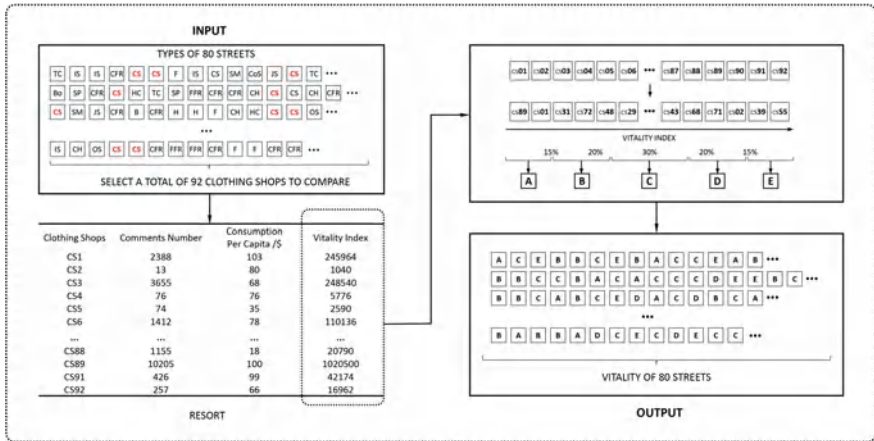 INPUT
TYPES OF 80 STREETS
TC IS IS CFR CS CS F IS CS SM CoS JS CS TC •••
Bo SP CFR CS HC TC SP FFR CFR CFR CH CS CS CH CFR •••
CS SM JS CFR B CFR H H F CH HC CS CS OS •••
•••
IS CH OS CS CS CFR FFR CFR CFR F F CFR CFR •••
SELECT A TOTAL OF 92 CLOTHING SHOPS TO COMPARE
Clothing Shops Comments Number Consumption Per Capita /$ Vitality Index
CS1 2388 103 245964
CS2 13 80 1040
CS3 3655 68 248540
CS4 76 76 5776
CS5 74 35 2590
CS6 1412 78 110136
... ... ... ...
CS88 1155 18 20790
CS89 10205 100 1020500
CS91 426 99 42174
CS92 257 66 16962
RESORT
CS01 CS02 CS03 CS04 CS05 CS06 ••• CS87 CS88 CS89 CS90 CS91 CS92
CS89 CS01 CS31 CS72 CS48 CS29 ••• CS43 CS68 CS71 CS02 CS39 CS55
VITALITY INDEX
15% 20% 30% 20% 15%
A B C D E
A C E B B C E B A C C E A B •••
B B C C B A C A C C C D E E B C •••
B B C A B C E D A C D B C A •••
•••
B A B B A D C E C D E C C •••
VITALITY OF 80 STREETS
OUTPUT